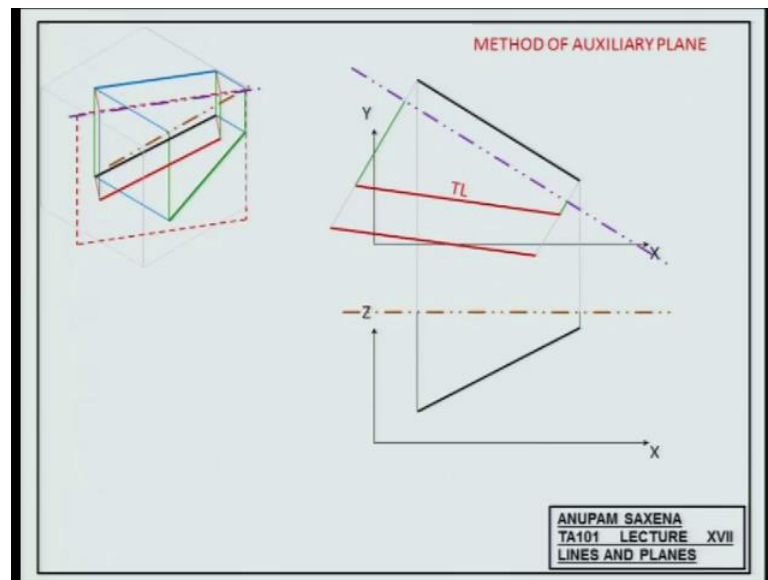 METHOD OF AUXILIARY PLANE
Y
TL
X
Z
X
ANUPAM SAXENA
TA101 LECTURE XVII
LINES AND PLANES